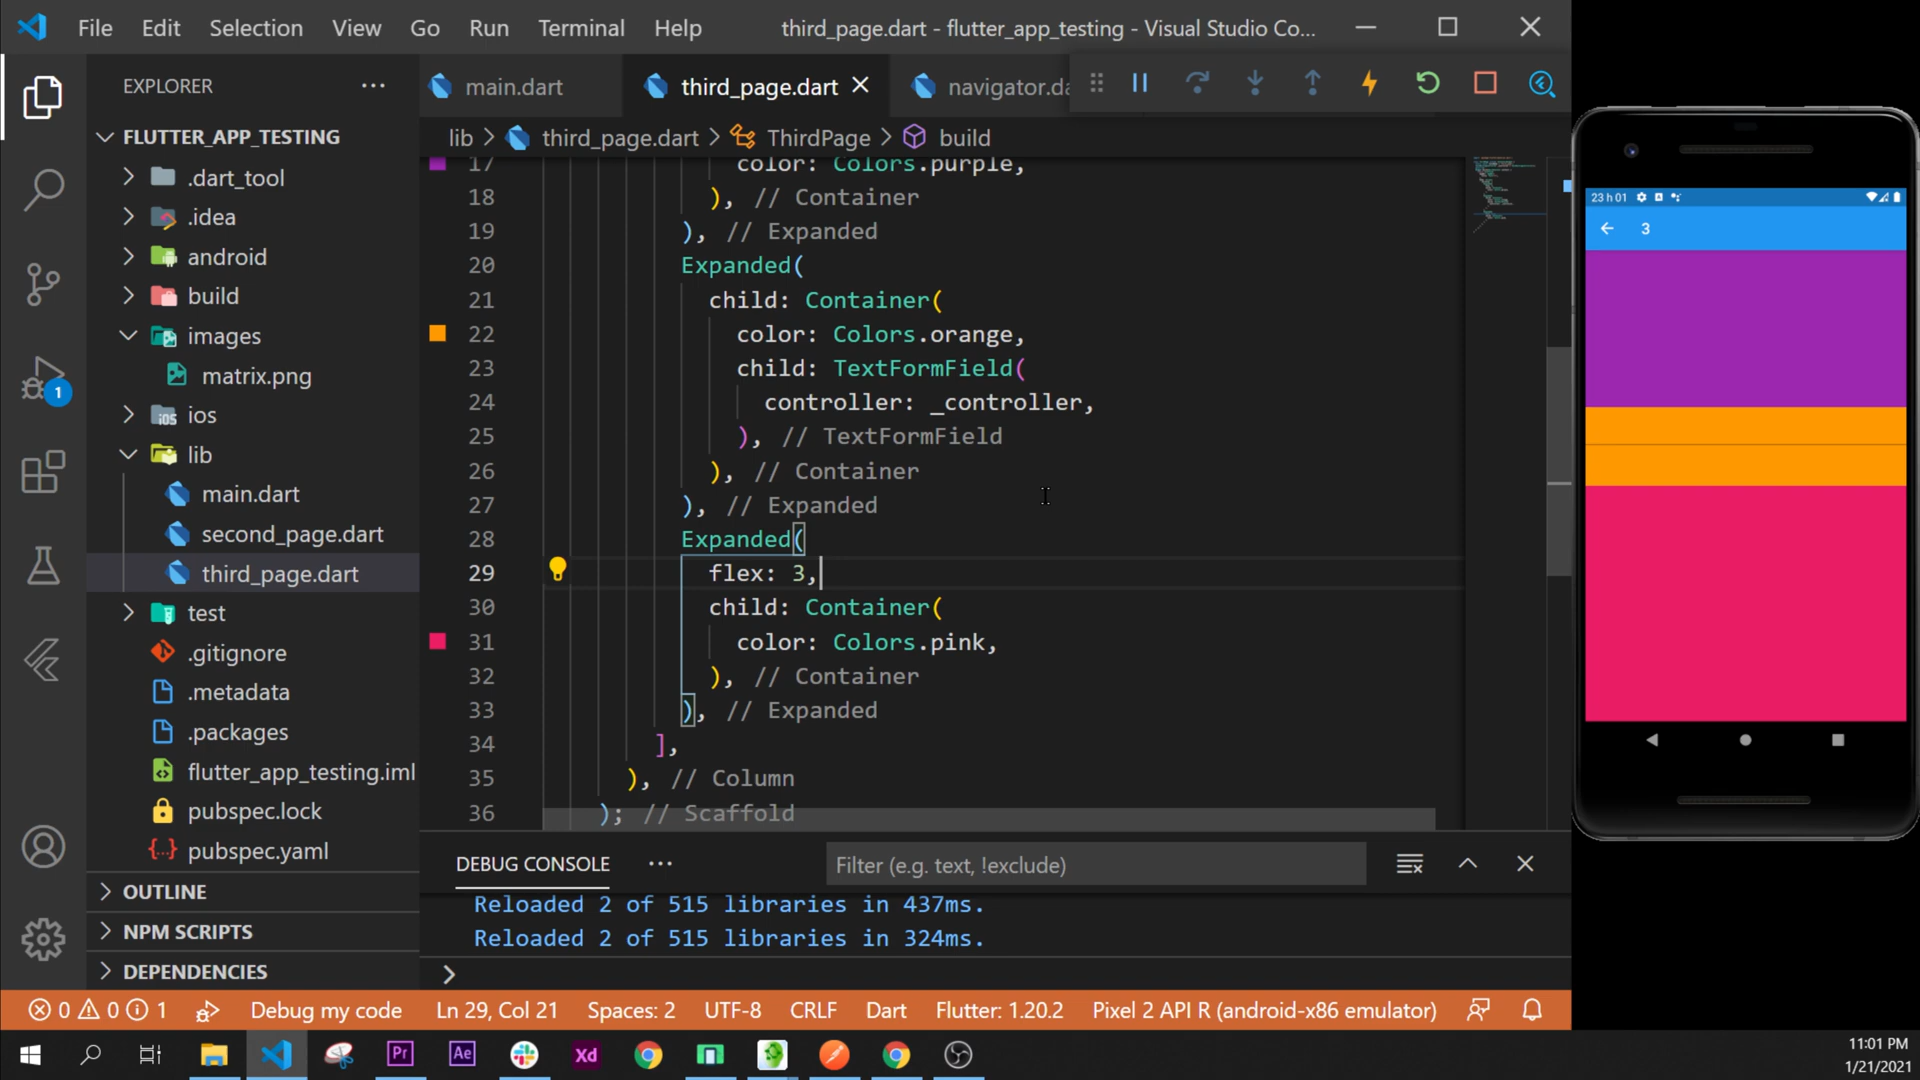 File Edit Selection View Go Run Terminal Help third_page.dart - flutter_app_testing - Visual Studio Co...
EXPLORER
main.dart third_page.dart navigator.da
FLUTTER_APP_TESTING
lib > third_page.dart > ThirdPage > build
.dart_tool
.idea
android
build
images
matrix.png
ios
lib
main.dart
second_page.dart
third_page.dart
test
.gitignore
.metadata
.packages
flutter_app_testing.iml
pubspec.lock
pubspec.yaml
OUTLINE
NPM SCRIPTS
DEPENDENCIES
17 color: Colors.purple,
18 ), // Container
19 ), // Expanded
20 Expanded(
21 child: Container(
22 color: Colors.orange,
23 child: TextFormField(
24 controller: _controller,
25 ), // TextFormField
26 ), // Container
27 ), // Expanded
28 Expanded(
29 flex: 3,
30 child: Container(
31 color: Colors.pink,
32 ), // Container
33 ), // Expanded
34 ],
35 ), // Column
36 ); // Scaffold
DEBUG CONSOLE
Filter (e.g. text, !exclude)
Reloaded 2 of 515 libraries in 437ms.
Reloaded 2 of 515 libraries in 324ms.
>
1
0 0 1 Debug my code Ln 29, Col 21 Spaces: 2 UTF-8 CRLF Dart Flutter: 1.20.2 Pixel 2 API R (android-x86 emulator)
23 h 01
3
Pr Ae Xd
11:01 PM
1/21/2021